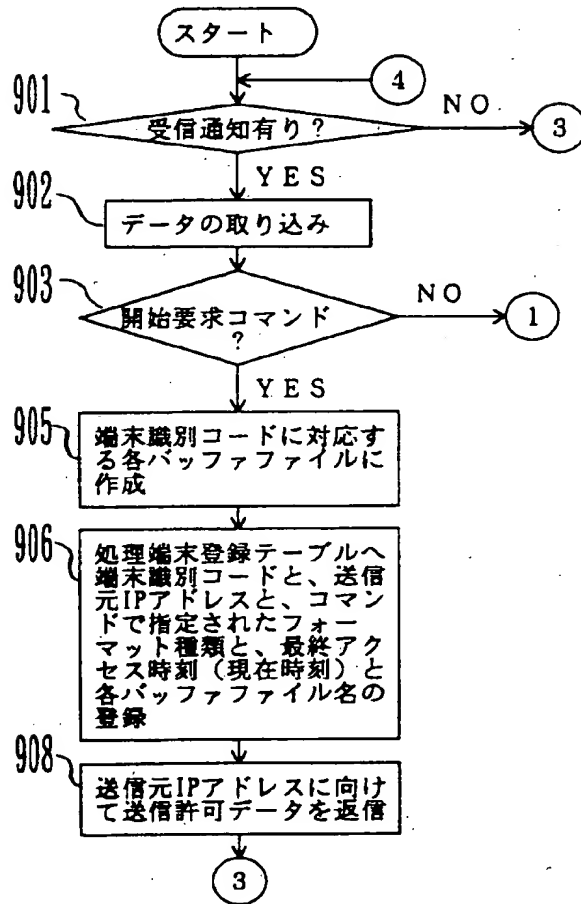 スタート
4
901
受信通知有り?
NO
3
YES
902
データの取り込み
903
開始要求コマンド
?
NO
1
YES
905
端末識別コードに対応す
る各バッファファイルに
作成
906
処理端末登録テーブルへ
端末識別コードと、送信
元IPアドレスと、コマン
ドで指定されたフォー
マット種類と、最終アク
セス時刻(現在時刻)と
各バッファファイル名の
登録
908
送信元IPアドレスに向け
て送信許可データを返信
3